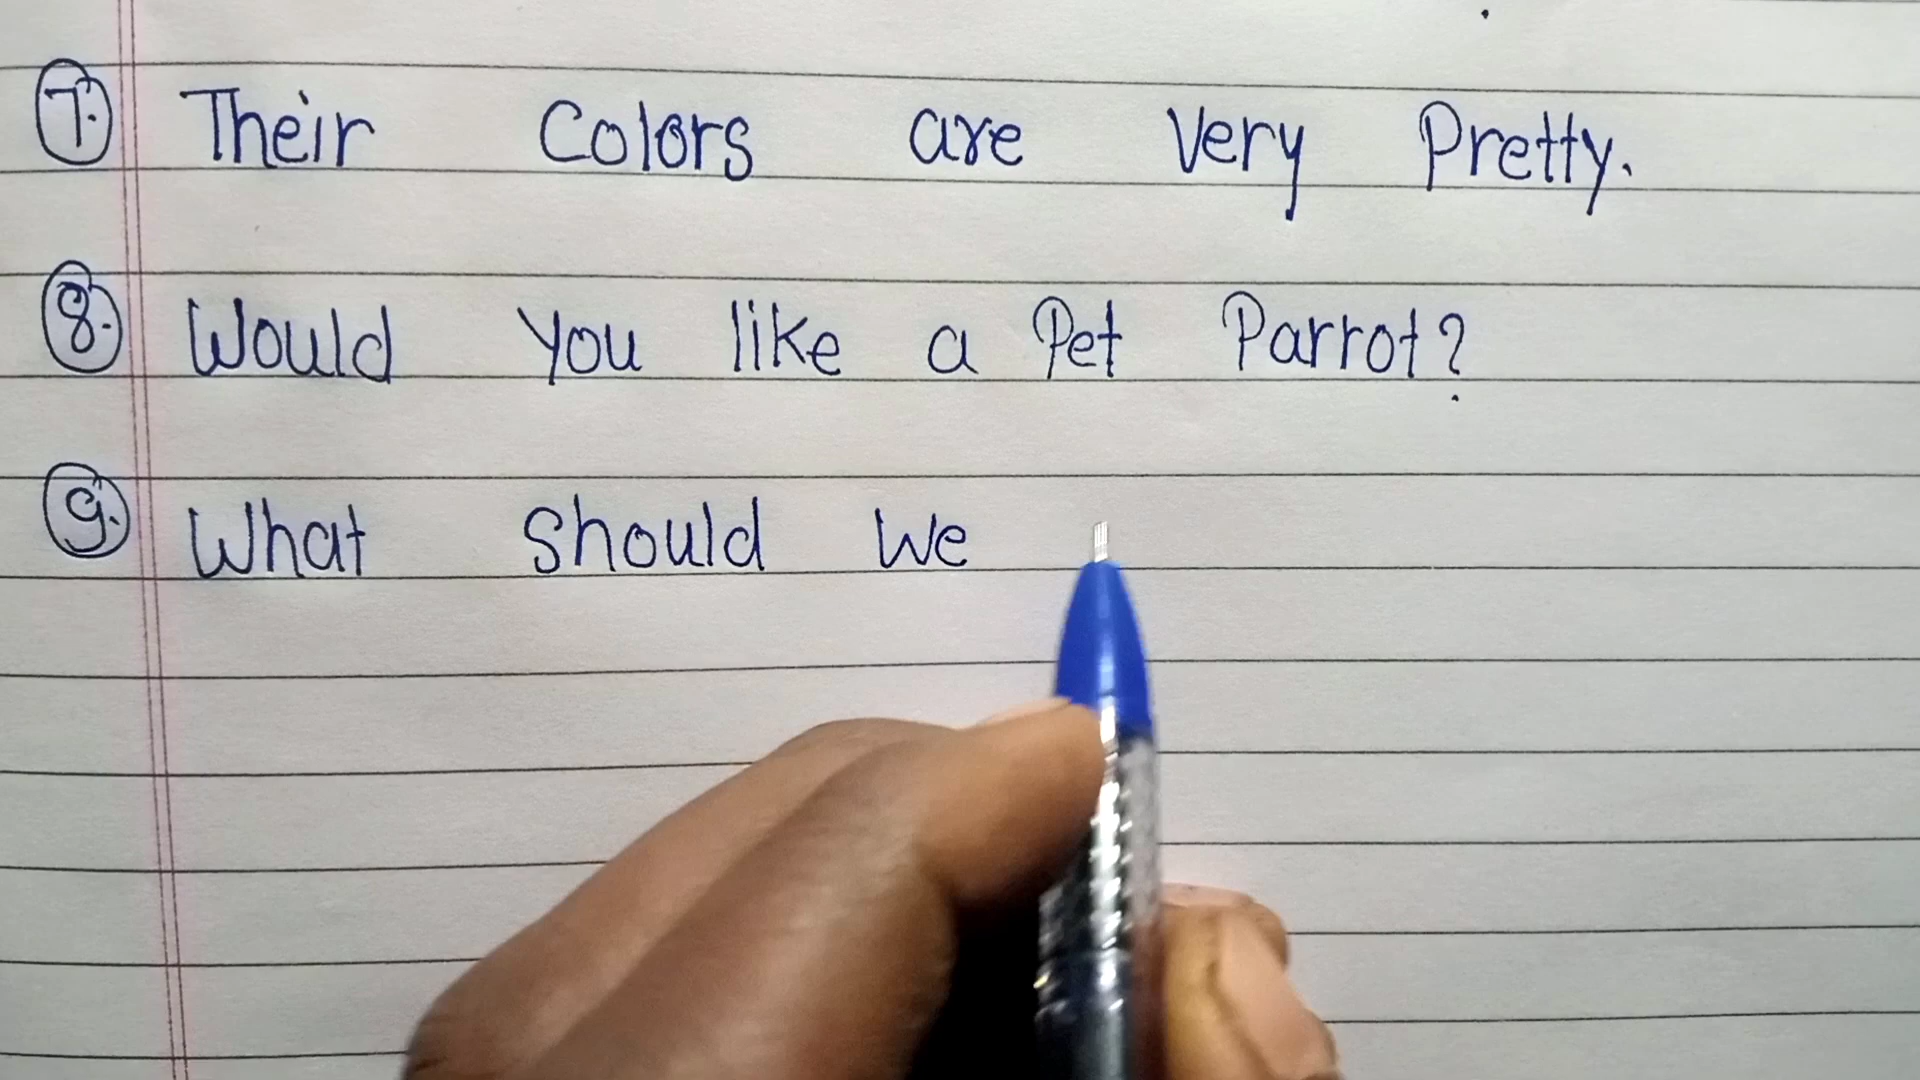 7. Their Colors are Very Pretty.
8. Would you like a Pet Parrot?
9. What should we